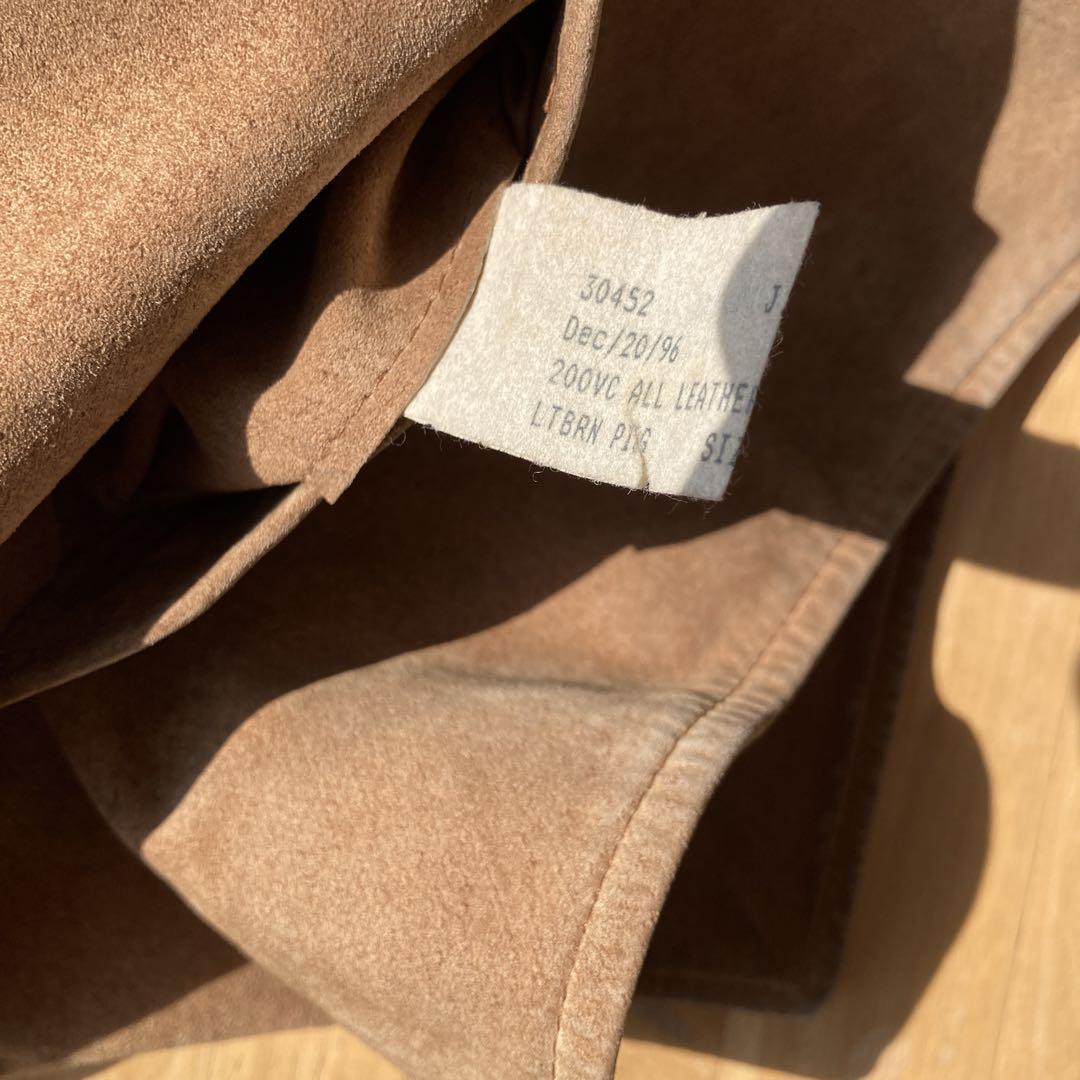 30452 J
Dec/20/96
200VC ALL LEATHER
LTBRN PIG